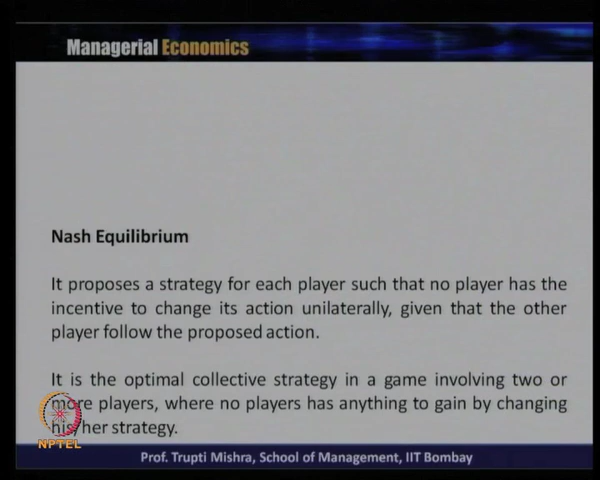 Managerial Economics
Nash Equilibrium
It proposes a strategy for each player such that no player has the
incentive to change its action unilaterally, given that the other
player follow the proposed action.
It is the optimal collective strategy in a game involving two or
more players, where no players has anything to gain by changing
his/her strategy.
NPTEL
Prof. Trupti Mishra, School of Management, IIT Bombay